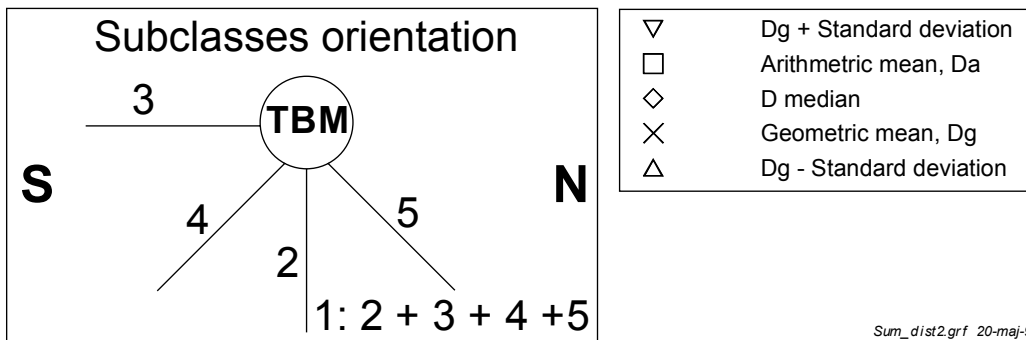 Subclasses orientation
3
TBM
S
N
4
5
2
1: 2 + 3 + 4 +5
Dg + Standard deviation
Arithmetric mean, Da
D median
Geometric mean, Dg
Dg - Standard deviation
Sum_dist2.grf 20-maj-